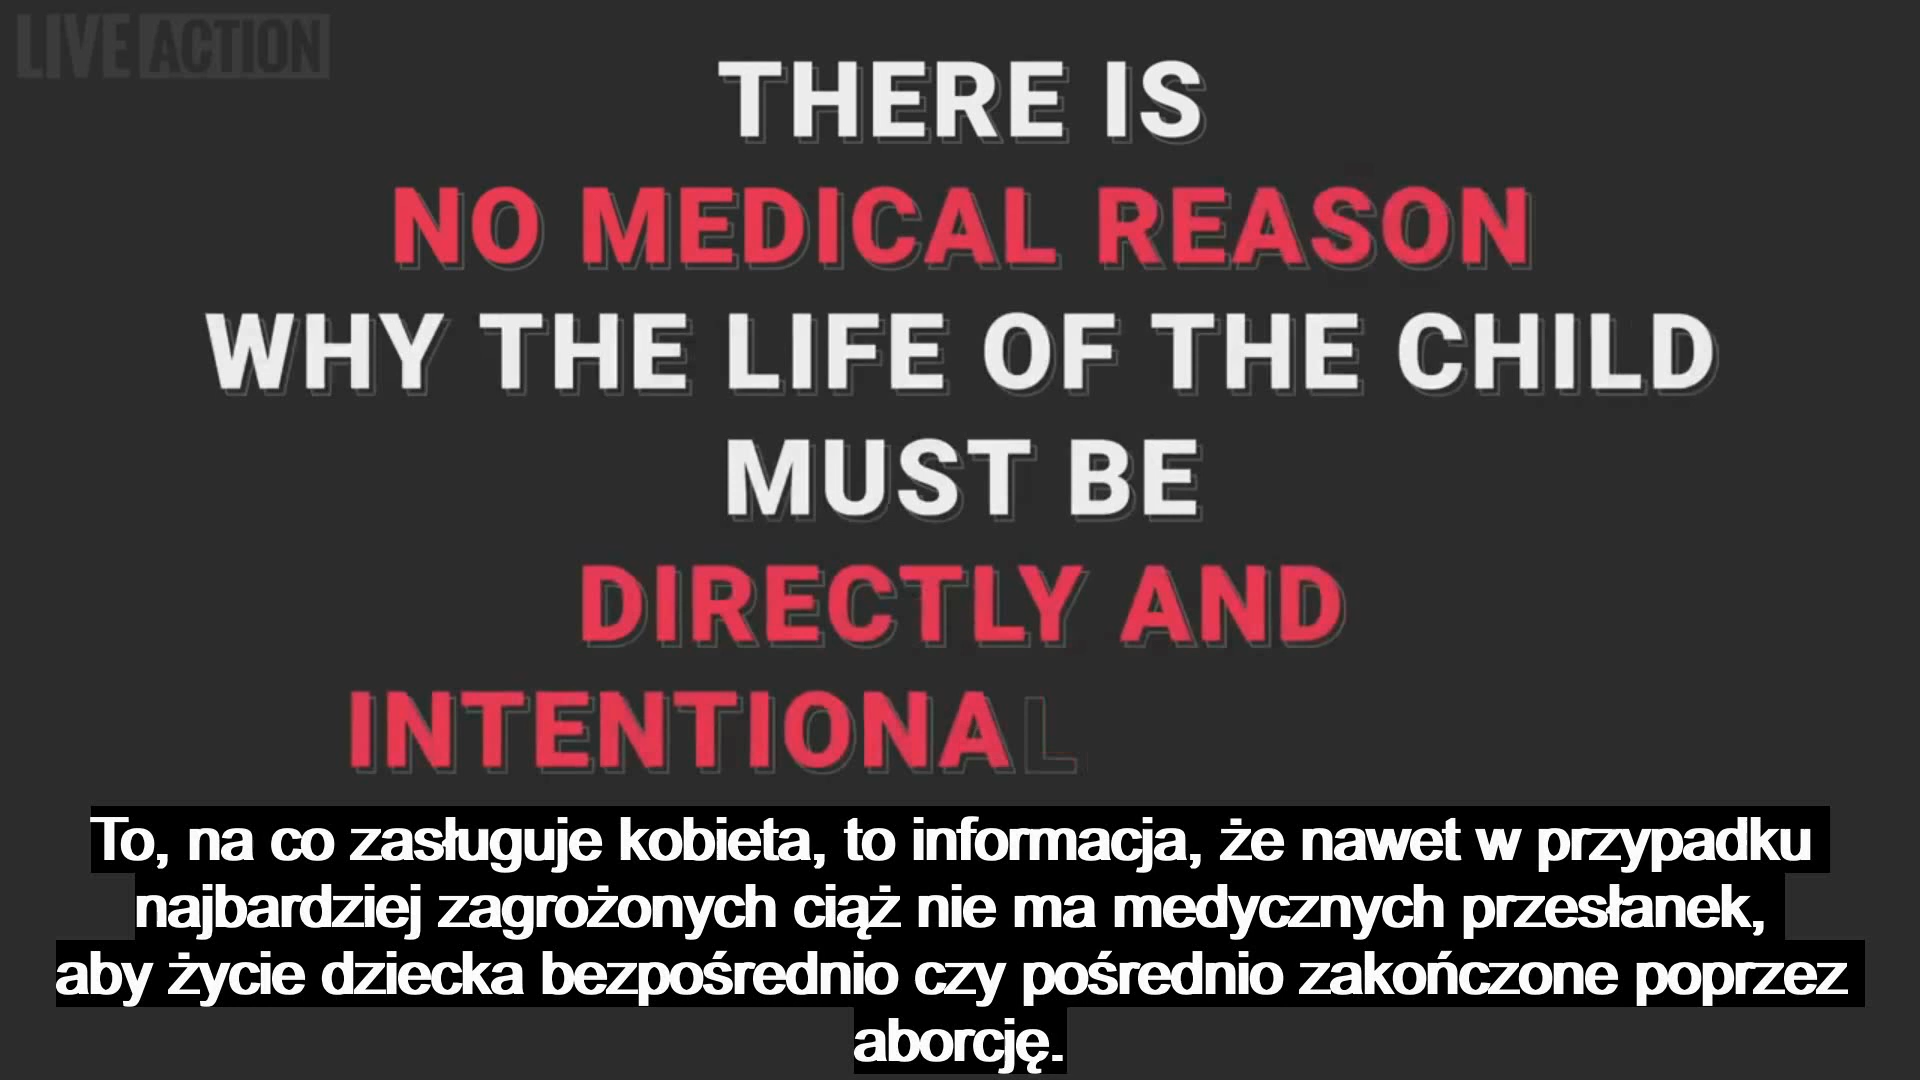 LIVE ACTION
THERE IS
NO MEDICAL REASON
WHY THE LIFE OF THE CHILD
MUST BE
DIRECTLY AND
INTENTIONAL
To, na co zasługuje kobieta, to informacja, że nawet w przypadku
najbardziej zagrożonych ciąż nie ma medycznych przesłanek,
aby życie dziecka bezpośrednio czy pośrednio zakończone poprzez
aborcję.